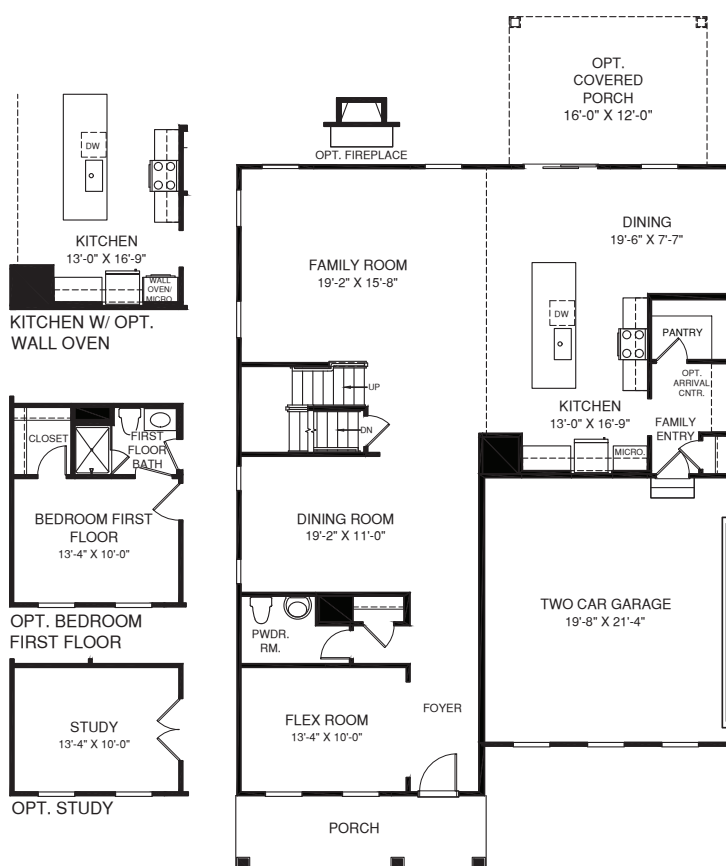 OPT.
COVERED
PORCH
16'-0" X 12'-0"
OPT. FIREPLACE
DW
KITCHEN
13'-0" X 16'-9"
WALL
OVEN/
MICRO.
KITCHEN W/ OPT.
WALL OVEN
CLOSET
FIRST
FLOOR
BATH
BEDROOM FIRST
FLOOR
13'-4" X 10'-0"
OPT. BEDROOM
FIRST FLOOR
STUDY
13'-4" X 10'-0"
OPT. STUDY
FAMILY ROOM
19'-2" X 15'-8"
DINING
19'-6" X 7'-7"
DW
PANTRY
OPT.
ARRIVAL
CNTR.
UP
DN
KITCHEN
13'-0" X 16'-9"
FAMILY
ENTRY
MICRO.
DINING ROOM
19'-2" X 11'-0"
TWO CAR GARAGE
19'-8" X 21'-4"
PWDR.
RM.
FLEX ROOM
13'-4" X 10'-0"
FOYER
PORCH